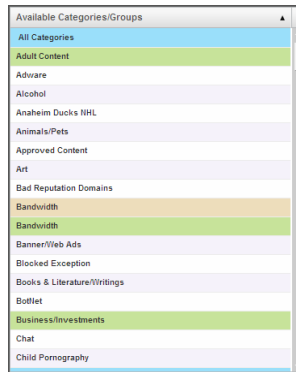 Available Categories/Groups
All Categories
Adult Content
Adware
Alcohol
Anaheim Ducks NHL
Animals/Pets
Approved Content
Art
Bad Reputation Domains
Bandwidth
Bandwidth
Banner/Web Ads
Blocked Exception
Books & Literature/Writings
BotNet
Business/Investments
Chat
Child Pornography